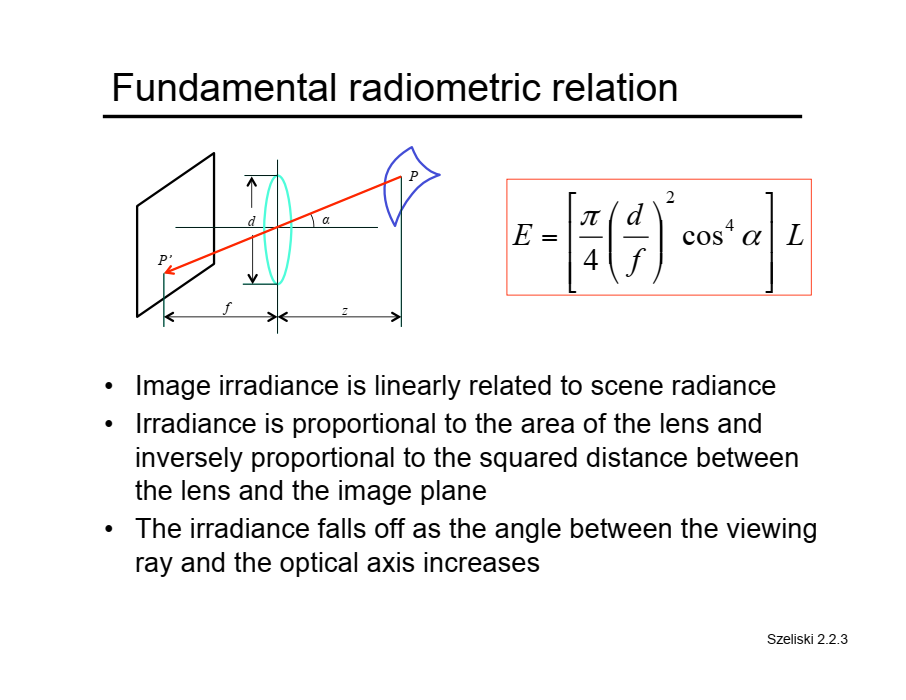 Fundamental radiometric relation
P
d
α
P'
f
z
E = [ π/4 ( d/f )² cos⁴ α ] L
• Image irradiance is linearly related to scene radiance
• Irradiance is proportional to the area of the lens and
inversely proportional to the squared distance between
the lens and the image plane
• The irradiance falls off as the angle between the viewing
ray and the optical axis increases
Szeliski 2.2.3